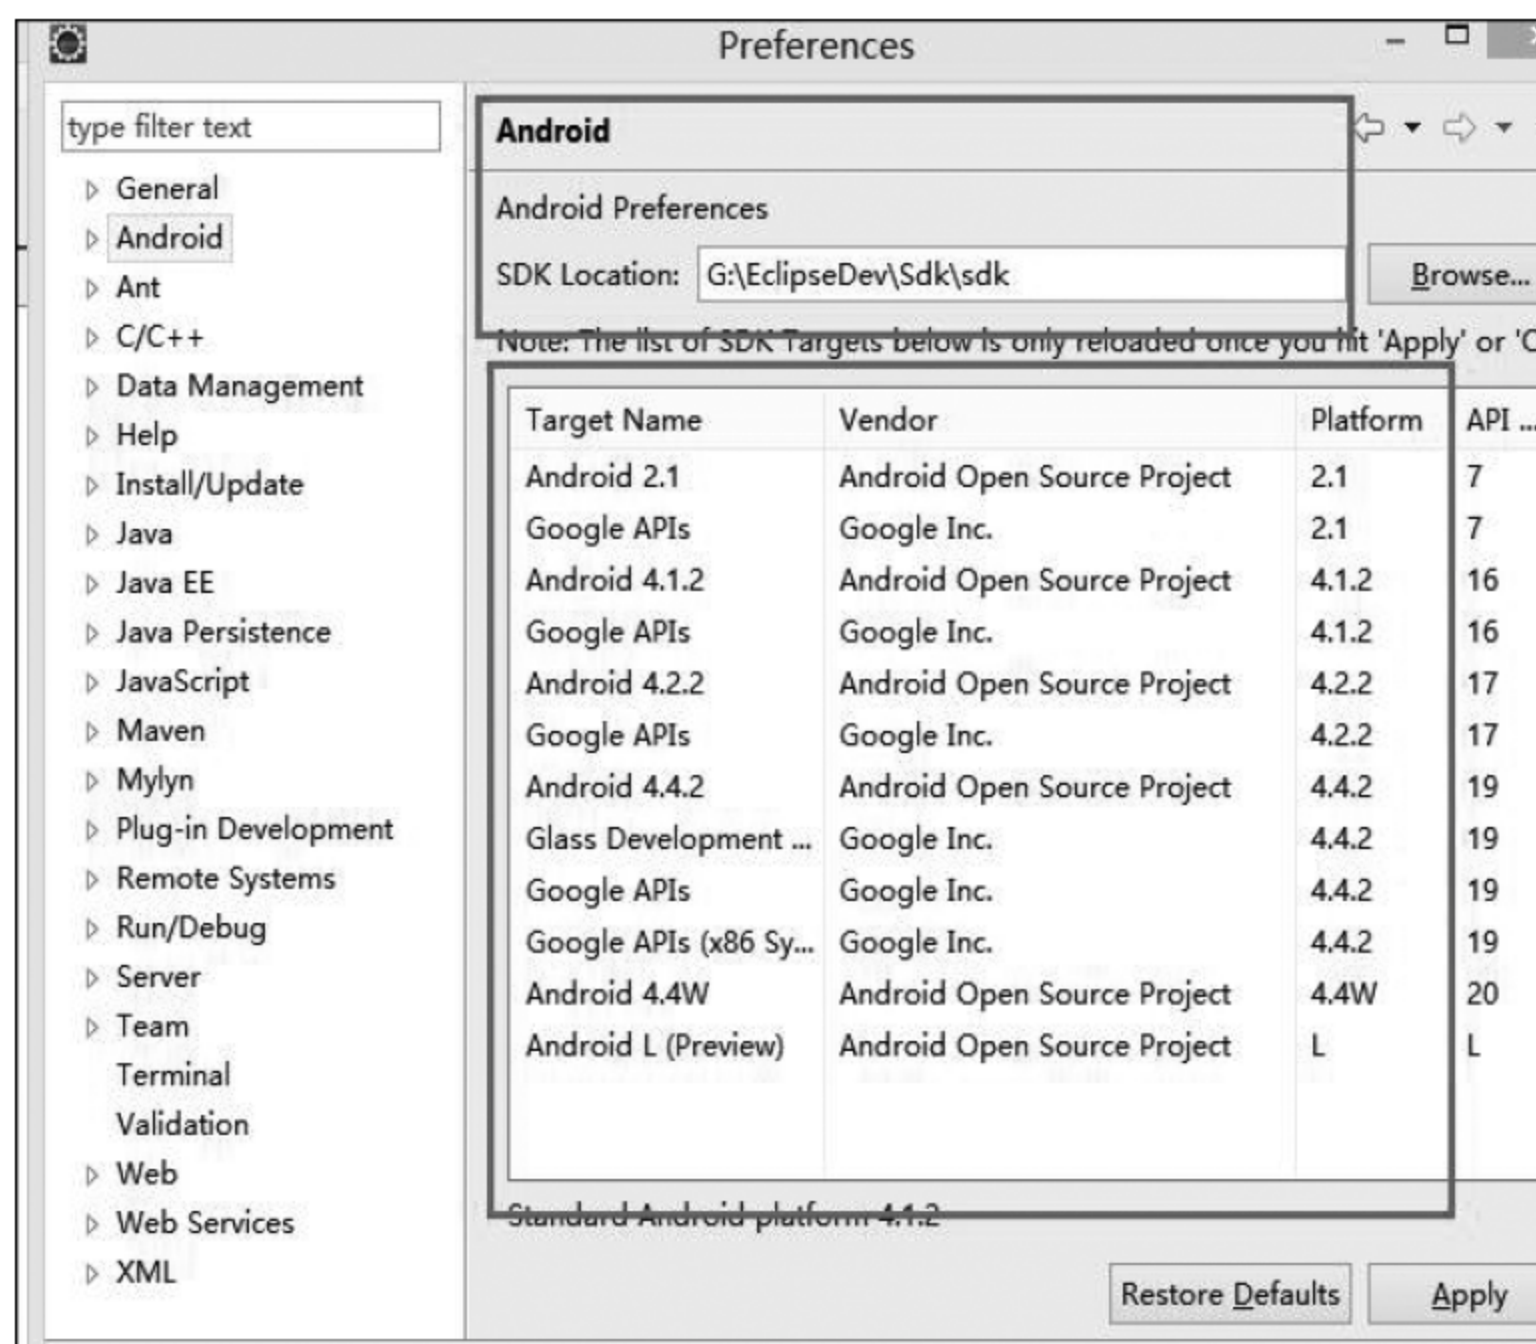 Preferences
type filter text
General
Android
Ant
C/C++
Data Management
Help
Install/Update
Java
Java EE
Java Persistence
JavaScript
Maven
Mylyn
Plug-in Development
Remote Systems
Run/Debug
Server
Team
Terminal
Validation
Web
Web Services
XML
Android
Android Preferences
SDK Location: G:\EclipseDev\Sdk\sdk Browse...
Note: The list of SDK Targets below is only reloaded once you hit 'Apply' or
Target Name Vendor Platform API ...
Android 2.1 Android Open Source Project 2.1 7
Google APIs Google Inc. 2.1 7
Android 4.1.2 Android Open Source Project 4.1.2 16
Google APIs Google Inc. 4.1.2 16
Android 4.2.2 Android Open Source Project 4.2.2 17
Google APIs Google Inc. 4.2.2 17
Android 4.4.2 Android Open Source Project 4.4.2 19
Glass Development ... Google Inc. 4.4.2 19
Google APIs Google Inc. 4.4.2 19
Google APIs (x86 Sy... Google Inc. 4.4.2 19
Android 4.4W Android Open Source Project 4.4W 20
Android L (Preview) Android Open Source Project L L
Standard Android platform 4.1.2
Restore Defaults Apply